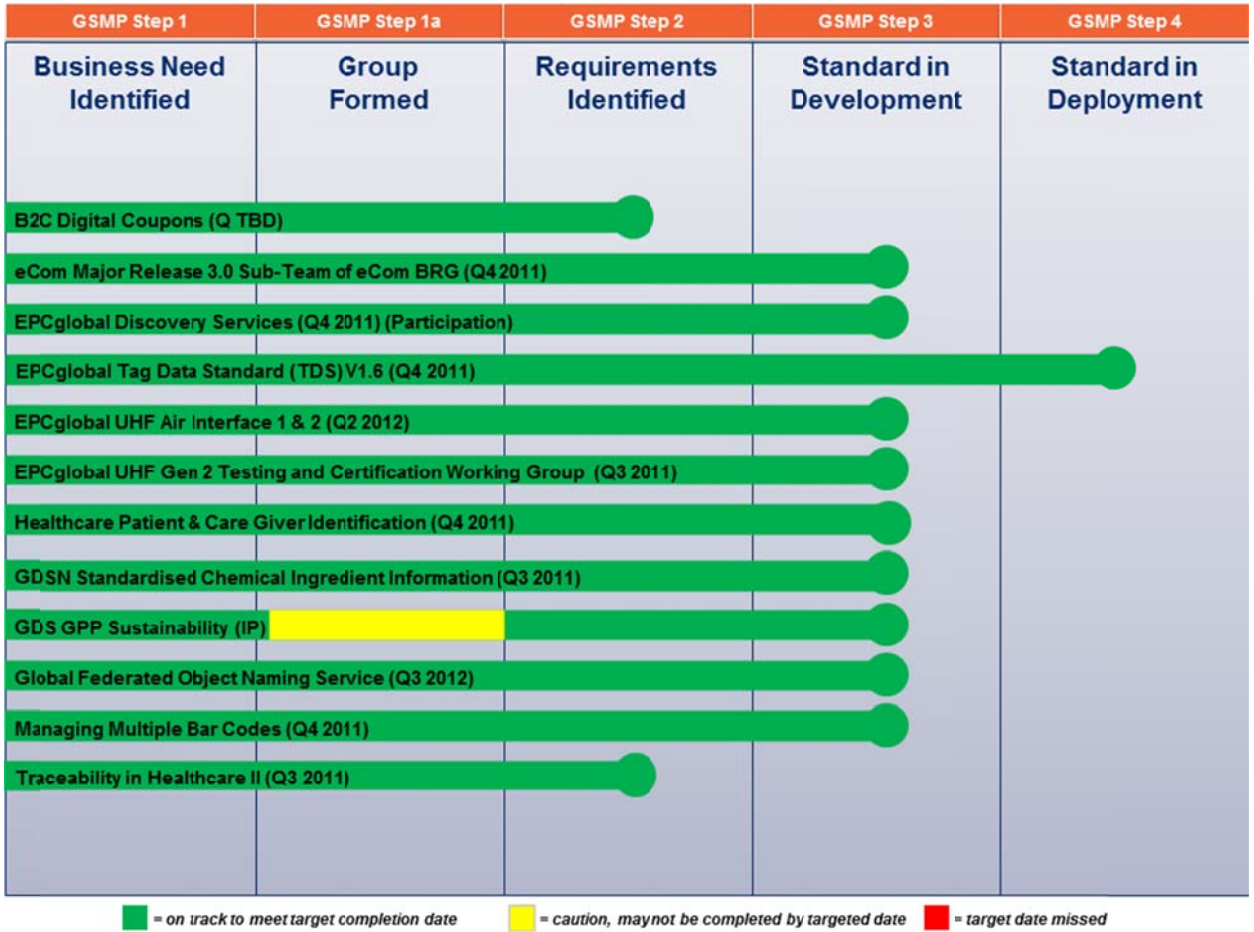 GSMP Step 1 GSMP Step 1a GSMP Step 2 GSMP Step 3 GSMP Step 4
Business Need Identified
Group Formed
Requirements Identified
Standard in Development
Standard in Deployment
B2C Digital Coupons (Q TBD)
eCom Major Release 3.0 Sub-Team of eCom BRG (Q4 2011)
EPCglobal Discovery Services (Q4 2011) (Participation)
EPCglobal Tag Data Standard (TDS) V1.6 (Q4 2011)
EPCglobal UHF Air Interface 1 & 2 (Q2 2012)
EPCglobal UHF Gen 2 Testing and Certification Working Group (Q3 2011)
Healthcare Patient & Care Giver Identification (Q4 2011)
GDSN Standardised Chemical Ingredient Information (Q3 2011)
GDS GPP Sustainability (IP)
Global Federated Object Naming Service (Q3 2012)
Managing Multiple Bar Codes (Q4 2011)
Traceability in Healthcare II (Q3 2011)
= on track to meet target completion date = caution, may not be completed by targeted date = target date missed